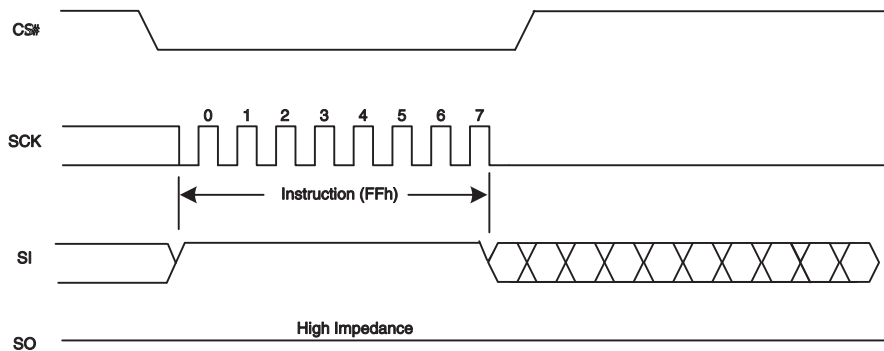 CS#
SCK
0 1 2 3 4 5 6 7
Instruction (FFh)
SI
High Impedance
SO